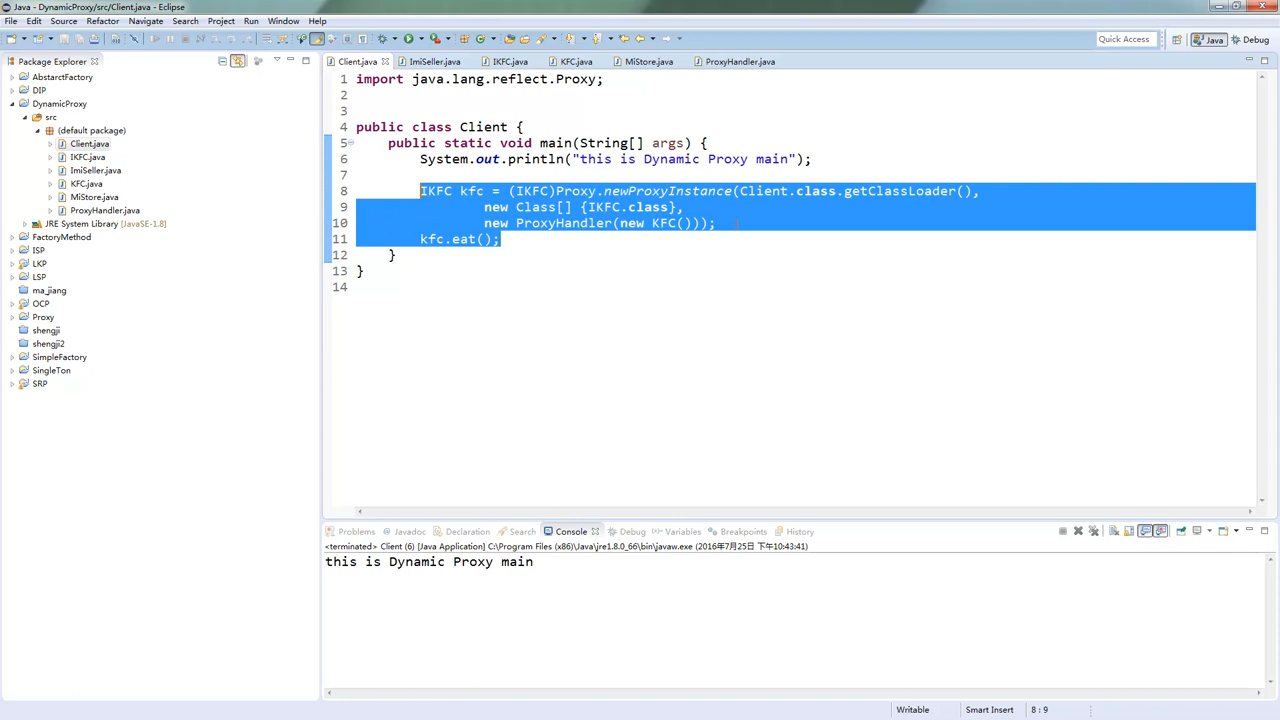 Java - DynamicProxy/src/Client.java - Eclipse
File Edit Source Refactor Navigate Search Project Run Window Help
Quick Access Java Debug
Package Explorer
AbstarctFactory
DIP
DynamicProxy
src
(default package)
Client.java
IKFC.java
ImiSeller.java
KFC.java
MiStore.java
ProxyHandler.java
JRE System Library [JavaSE-1.8]
FactoryMethod
ISP
LKP
LSP
ma_jiang
OCP
Proxy
shengji
shengji2
SimpleFactory
SingleTon
SRP
Client.java ImiSeller.java IKFC.java KFC.java MiStore.java ProxyHandler.java
1 import java.lang.reflect.Proxy;
2
3
4 public class Client {
5 public static void main(String[] args) {
6 System.out.println("this is Dynamic Proxy main");
7
8 IKFC kfc = (IKFC)Proxy.newProxyInstance(Client.class.getClassLoader(),
9 new Class[] {IKFC.class},
10 new ProxyHandler(new KFC()));
11 kfc.eat();
12 }
13 }
14
Problems Javadoc Declaration Search Console Debug Variables Breakpoints History
<terminated> Client (6) [Java Application] C:\Program Files (x86)\Java\jre1.8.0_66\bin\javaw.exe (2016年7月25日 下午10:43:41)
this is Dynamic Proxy main
Writable Smart Insert 8 : 9